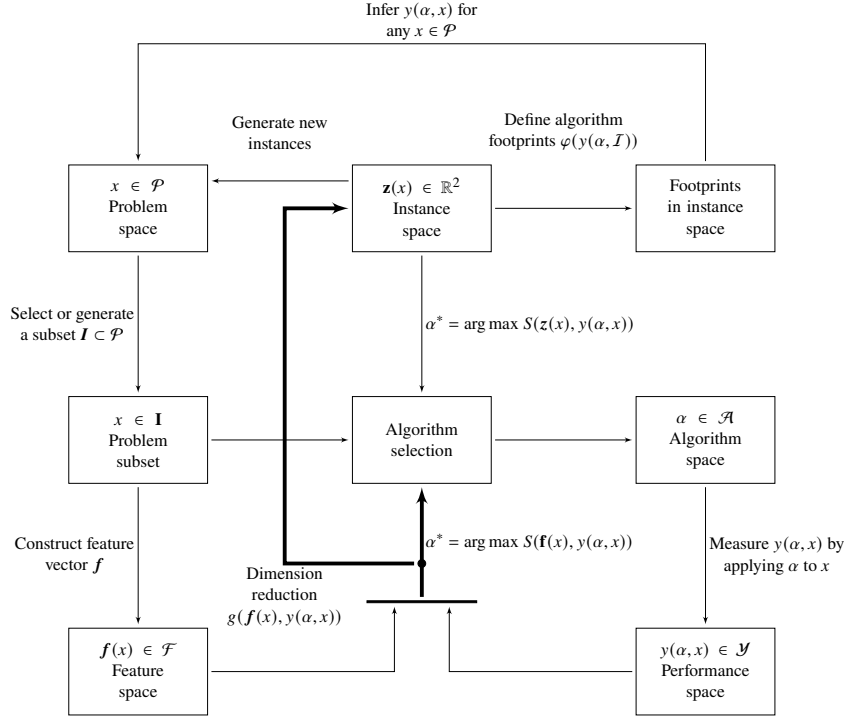 Infer y(α, x) for
any x ∈ 𝒫
Generate new
instances
Define algorithm
footprints φ(y(α, ℐ))
x ∈ 𝒫
Problem
space
z(x) ∈ ℝ²
Instance
space
Footprints
in instance
space
Select or generate
a subset I ⊂ 𝒫
α* = arg max S(z(x), y(α, x))
x ∈ I
Problem
subset
Algorithm
selection
α ∈ 𝒜
Algorithm
space
Construct feature
vector f
α* = arg max S(f(x), y(α, x))
Measure y(α, x) by
applying α to x
Dimension
reduction
g(f(x), y(α, x))
f(x) ∈ ℱ
Feature
space
y(α, x) ∈ 𝒴
Performance
space